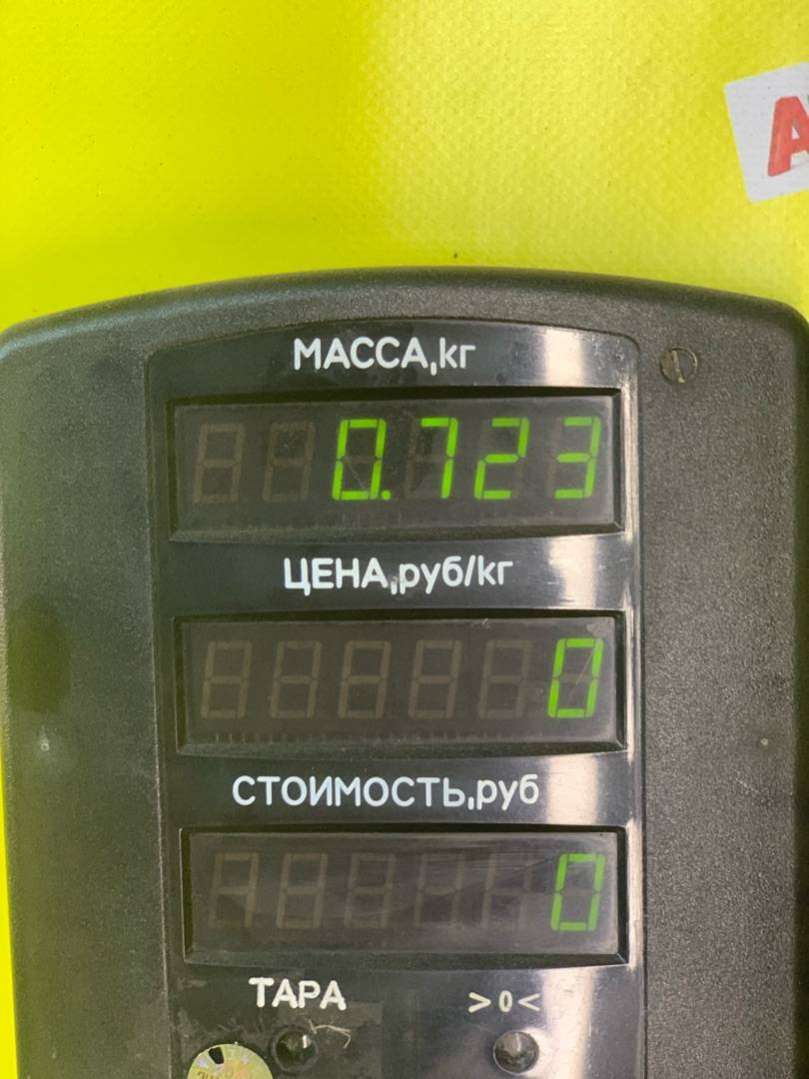 А
МАССА,кг
0.723
ЦЕНА,руб/кг
0
СТОИМОСТЬ,руб
0
ТАРА >0<